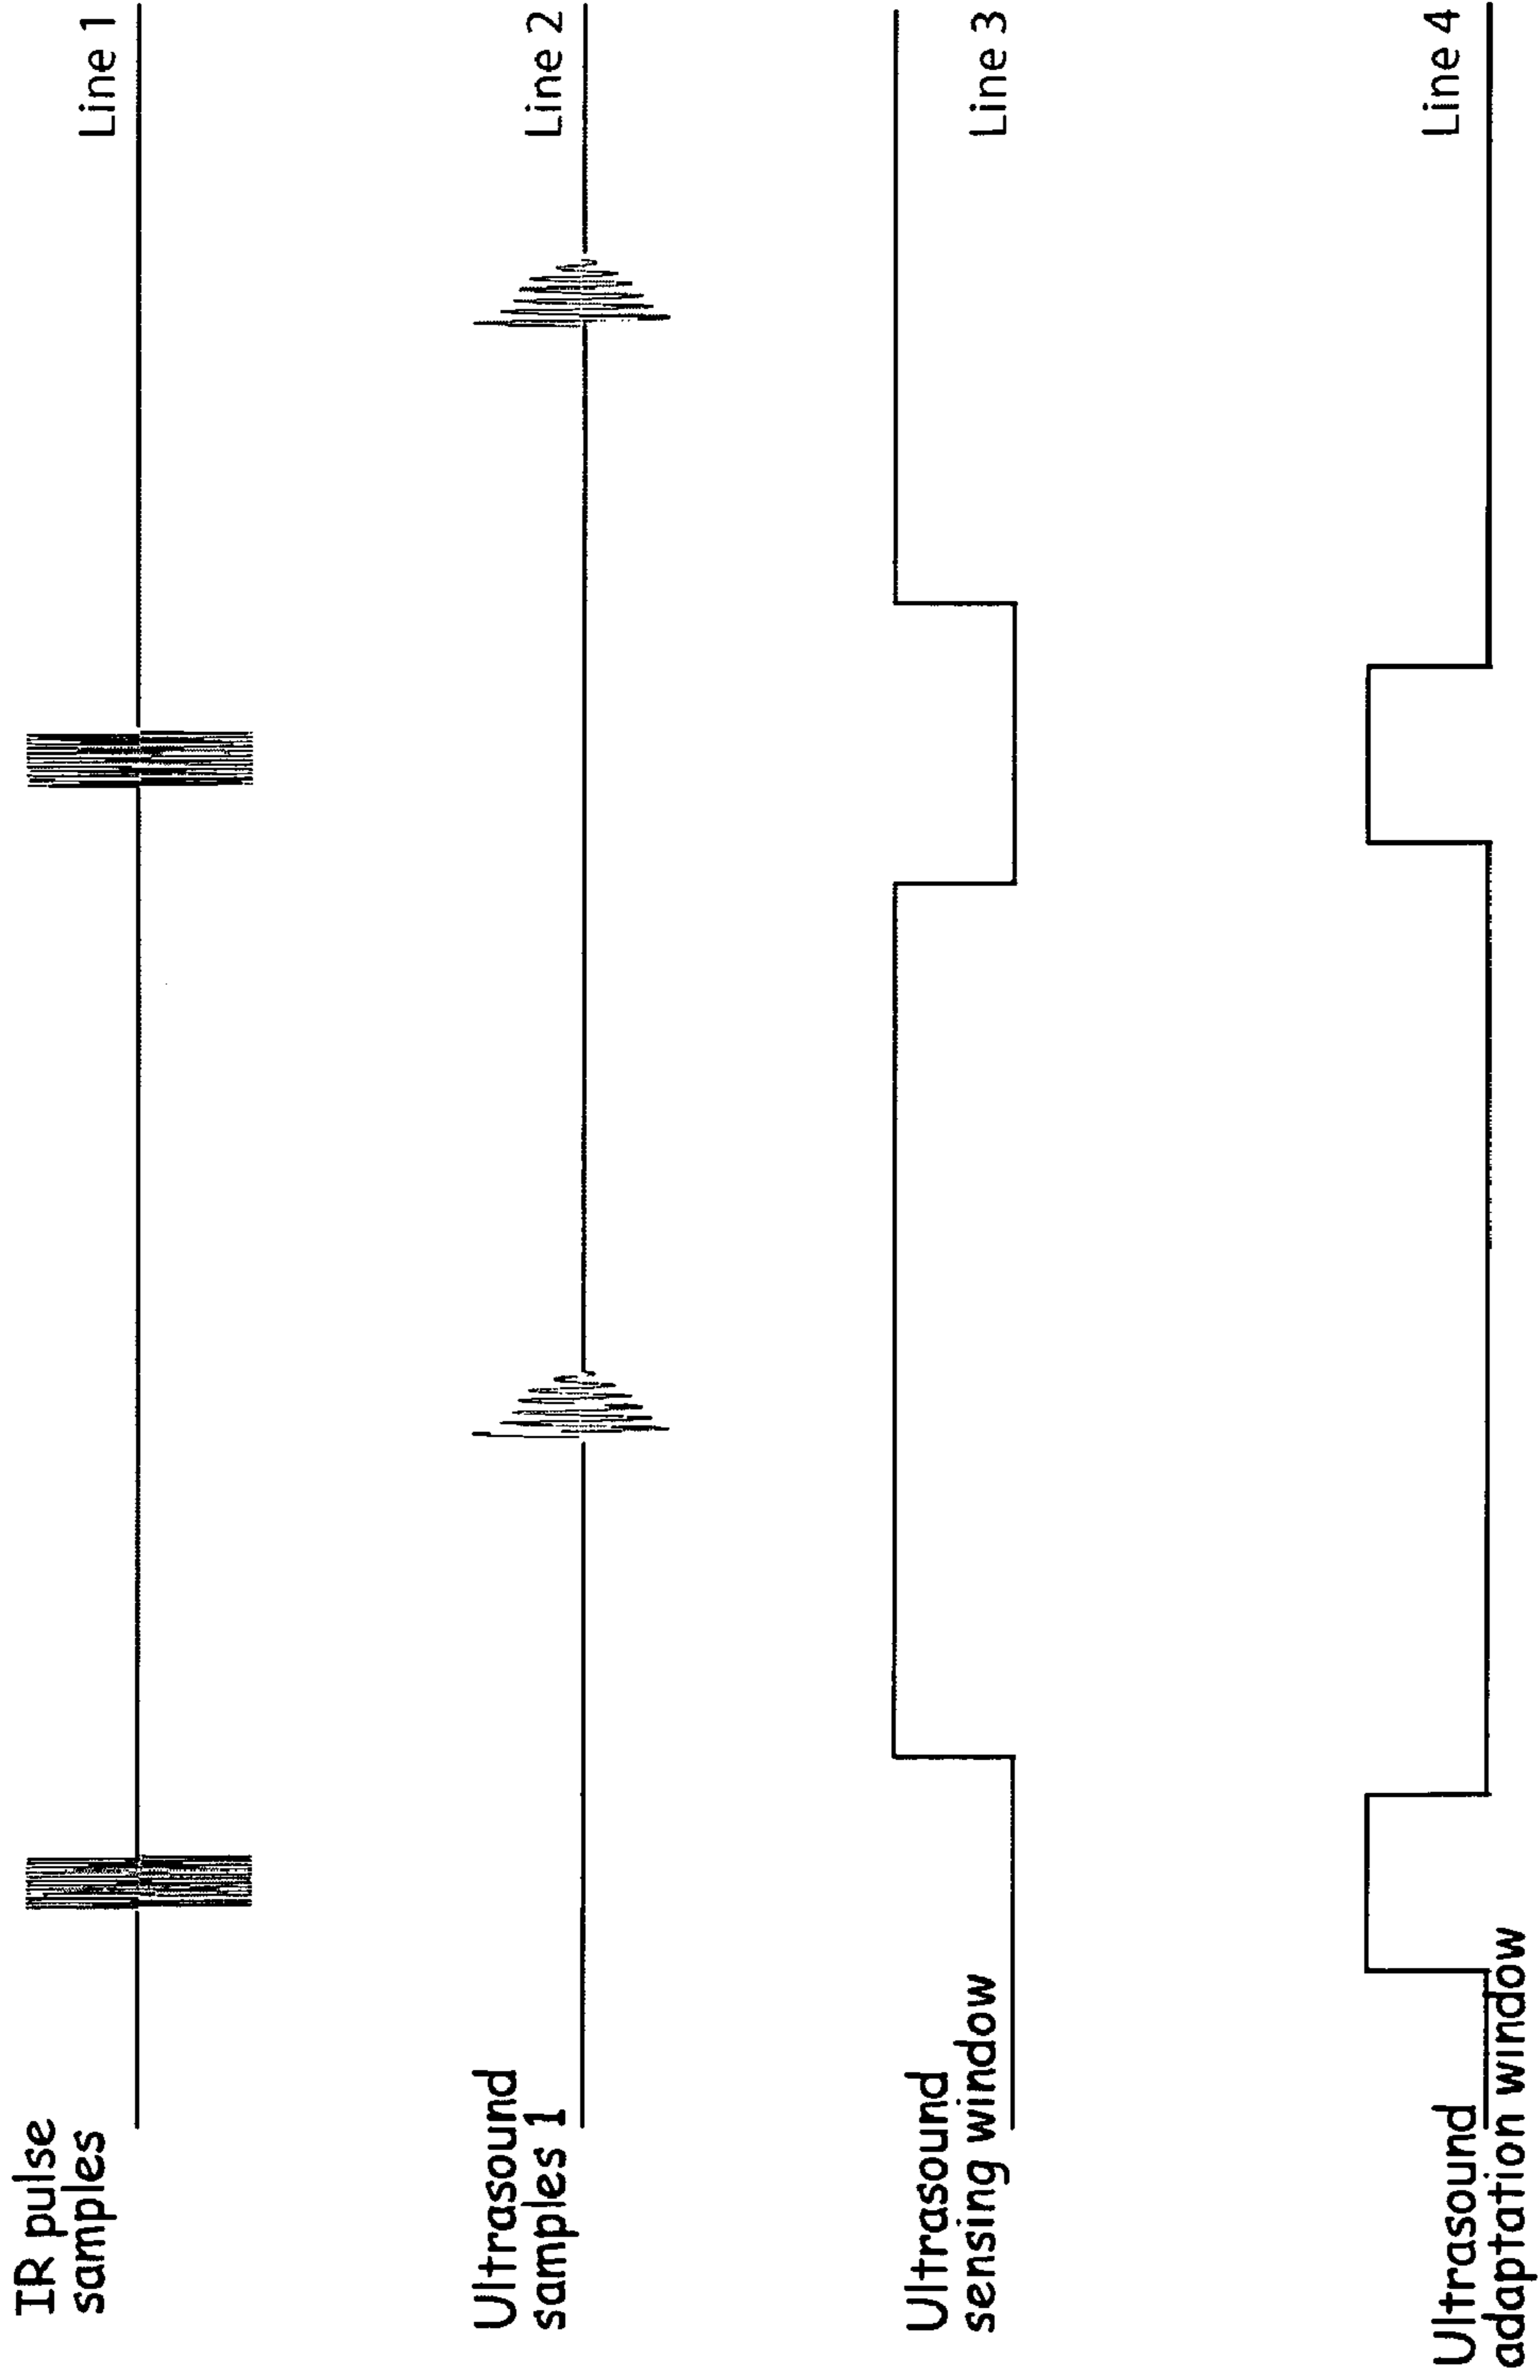 IR pulse
samples
Line 1
Ultrasound
samples 1
Line 2
Ultrasound
sensing window
Line 3
Ultrasound
adaptation window
Line 4